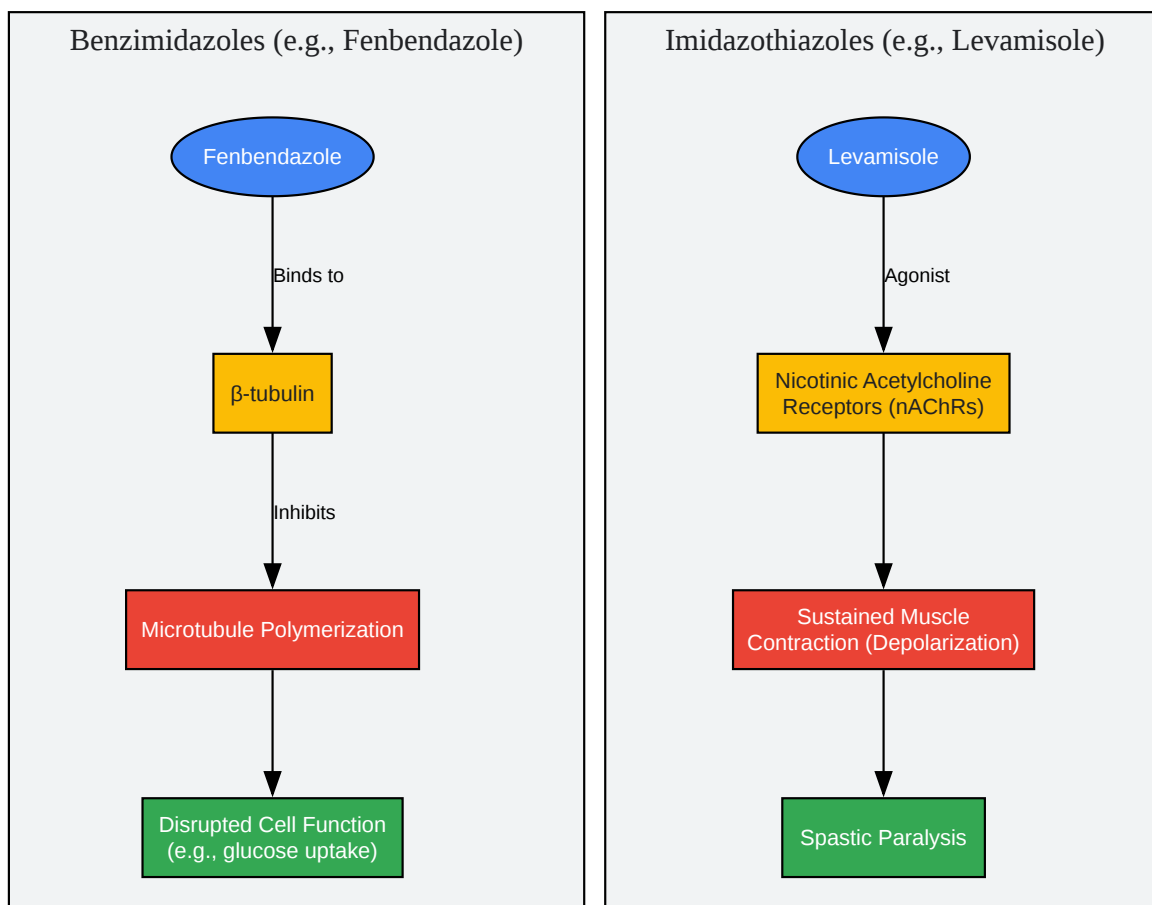 Benzimidazoles (e.g., Fenbendazole)
Fenbendazole
Binds to
β-tubulin
Inhibits
Microtubule Polymerization
Disrupted Cell Function
(e.g., glucose uptake)
Imidazothiazoles (e.g., Levamisole)
Levamisole
Agonist
Nicotinic Acetylcholine
Receptors (nAChRs)
Sustained Muscle
Contraction (Depolarization)
Spastic Paralysis